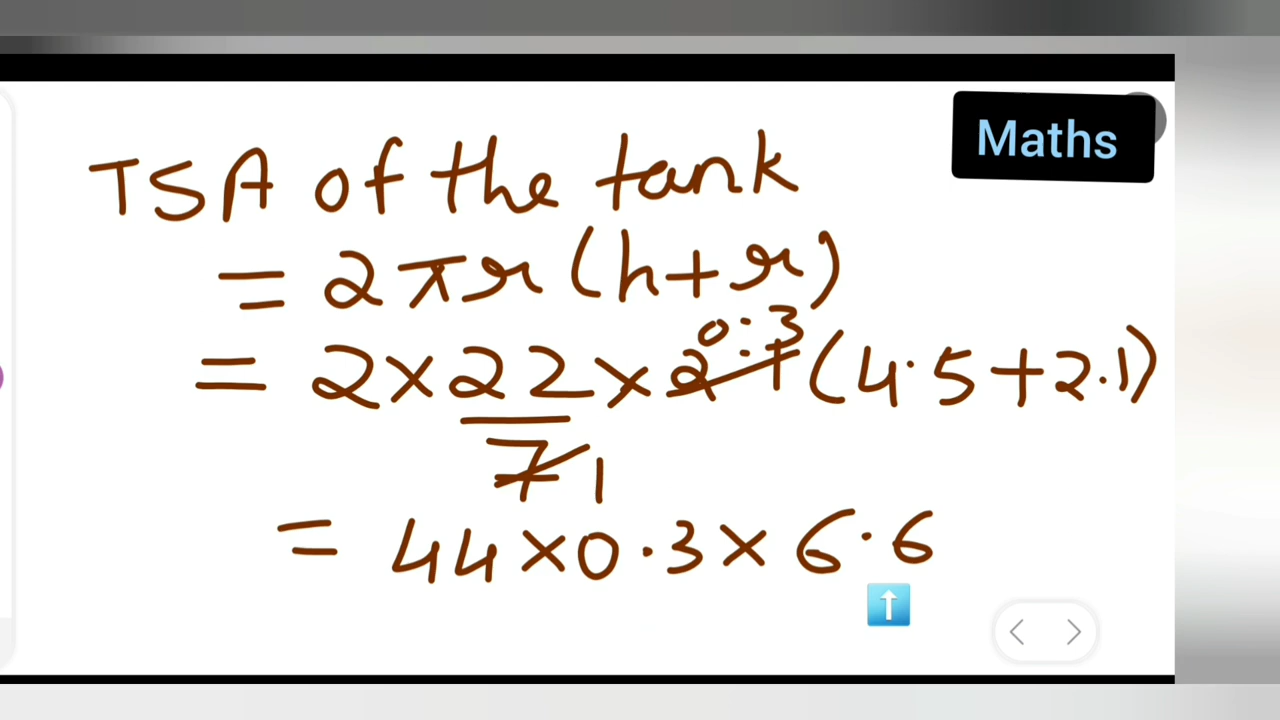 Maths
TSA of the tank
= 2πr(h+r)
0.3
= 2×22×2.1(4.5+2.1)
7 1
= 44×0.3×6.6